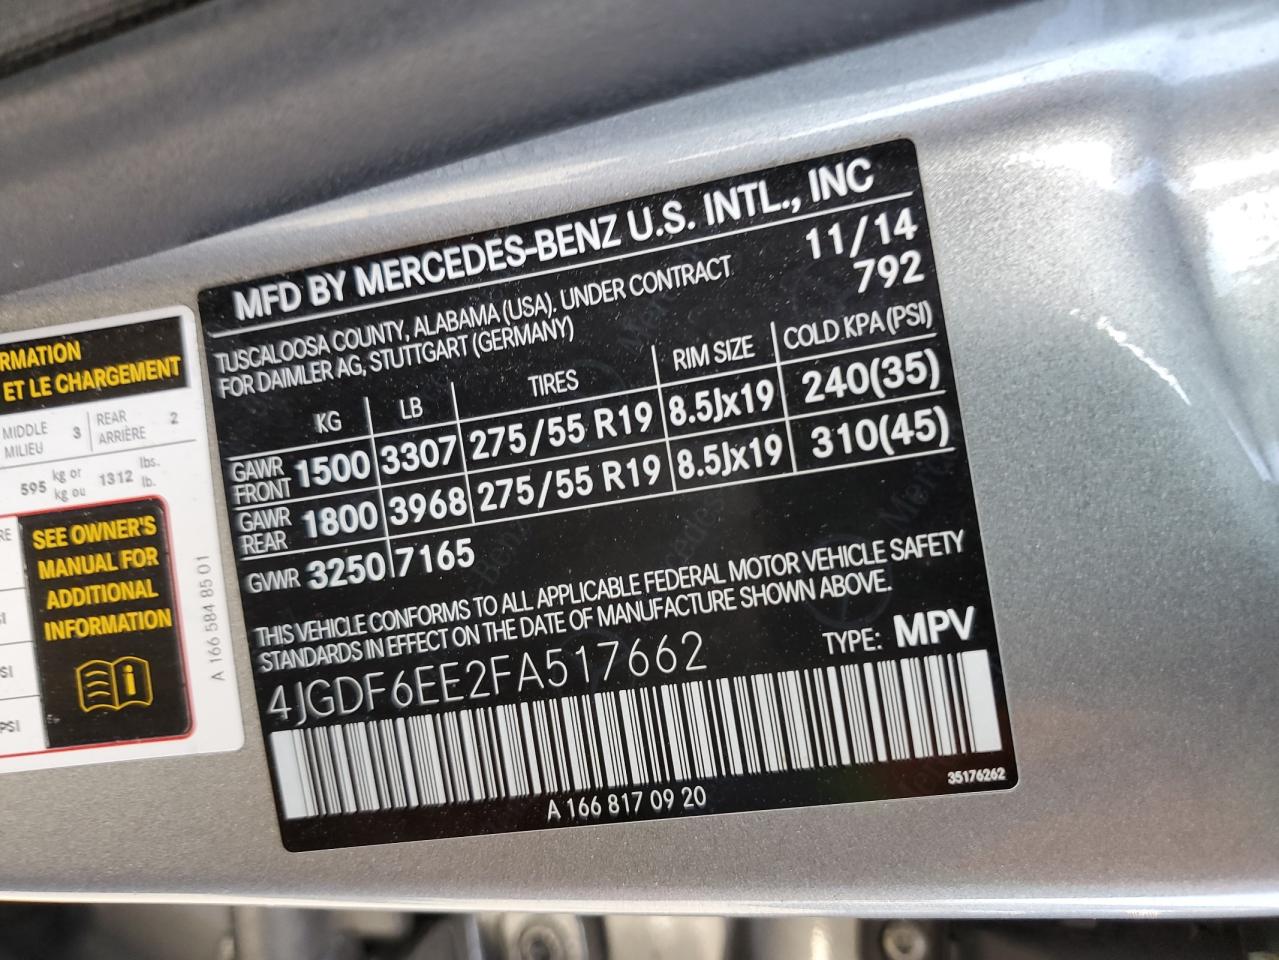 RMATION
ET LE CHARGEMENT
MIDDLE
MILIEU 3
REAR
ARRIÈRE 2
595 kg or
kg ou 1312 lbs.
lb.
SEE OWNER'S
MANUAL FOR
ADDITIONAL
INFORMATION
RE
SI
PSI
A 166 584 85 01
MFD BY MERCEDES-BENZ U.S. INTL., INC
TUSCALOOSA COUNTY, ALABAMA (USA). UNDER CONTRACT 11/14
FOR DAIMLER AG, STUTTGART (GERMANY) 792
KG LB TIRES RIM SIZE COLD KPA (PSI)
GAWR
FRONT 1500 3307 275/55 R19 8.5Jx19 240(35)
GAWR
REAR 1800 3968 275/55 R19 8.5Jx19 310(45)
GVWR 3250 7165
THIS VEHICLE CONFORMS TO ALL APPLICABLE FEDERAL MOTOR VEHICLE SAFETY
STANDARDS IN EFFECT ON THE DATE OF MANUFACTURE SHOWN ABOVE.
4JGDF6EE2FA517662 TYPE: MPV
A 166 817 09 20
35176262